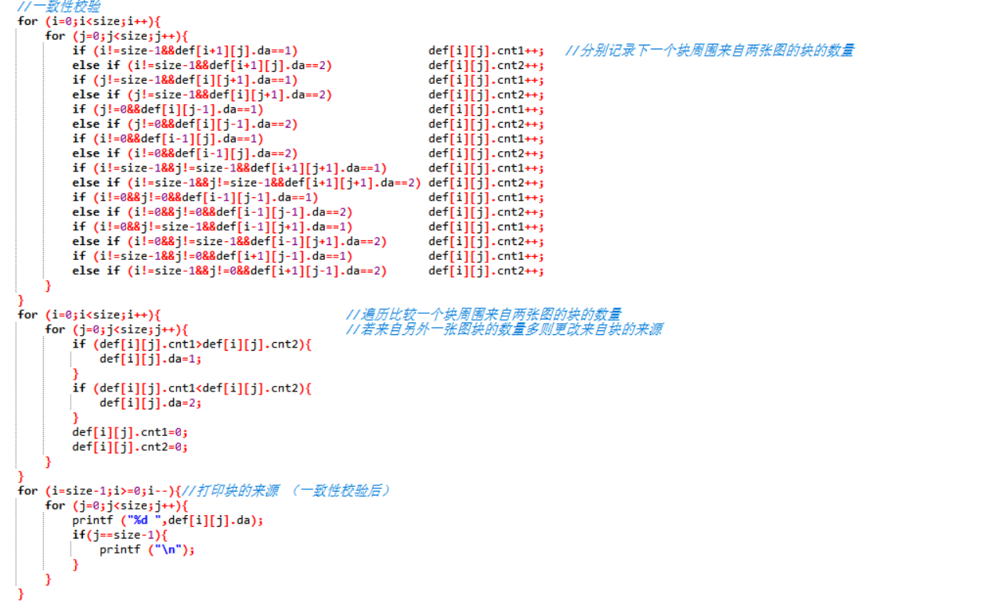 //一致性校验
for (i=0;i<size;i++){
for (j=0;j<size;j++){
if (i!=size-1&&def[i+1][j].da==1) def[i][j].cnt1++; //分别记录下一个块周围来自两张图的块的数量
else if (i!=size-1&&def[i+1][j].da==2) def[i][j].cnt2++;
if (j!=size-1&&def[i][j+1].da==1) def[i][j].cnt1++;
else if (j!=size-1&&def[i][j+1].da==2) def[i][j].cnt2++;
if (j!=0&&def[i][j-1].da==1) def[i][j].cnt1++;
else if (j!=0&&def[i][j-1].da==2) def[i][j].cnt2++;
if (i!=0&&def[i-1][j].da==1) def[i][j].cnt1++;
else if (i!=0&&def[i-1][j].da==2) def[i][j].cnt2++;
if (i!=size-1&&j!=size-1&&def[i+1][j+1].da==1) def[i][j].cnt1++;
else if (i!=size-1&&j!=size-1&&def[i+1][j+1].da==2) def[i][j].cnt2++;
if (i!=0&&j!=0&&def[i-1][j-1].da==1) def[i][j].cnt1++;
else if (i!=0&&j!=0&&def[i-1][j-1].da==2) def[i][j].cnt2++;
if (i!=0&&j!=size-1&&def[i-1][j+1].da==1) def[i][j].cnt1++;
else if (i!=0&&j!=size-1&&def[i-1][j+1].da==2) def[i][j].cnt2++;
if (i!=size-1&&j!=0&&def[i+1][j-1].da==1) def[i][j].cnt1++;
else if (i!=size-1&&j!=0&&def[i+1][j-1].da==2) def[i][j].cnt2++;
}
}
for (i=0;i<size;i++){ //遍历比较一个块周围来自两张图的块的数量
for (j=0;j<size;j++){ //若来自另外一张图块的数量多则更改来自块的来源
if (def[i][j].cnt1>def[i][j].cnt2){
def[i][j].da=1;
}
if (def[i][j].cnt1<def[i][j].cnt2){
def[i][j].da=2;
}
def[i][j].cnt1=0;
def[i][j].cnt2=0;
}
}
for (i=size-1;i>=0;i--){//打印块的来源 （一致性校验后）
for (j=0;j<size;j++){
printf ("%d ",def[i][j].da);
if(j==size-1){
printf ("\n");
}
}
}